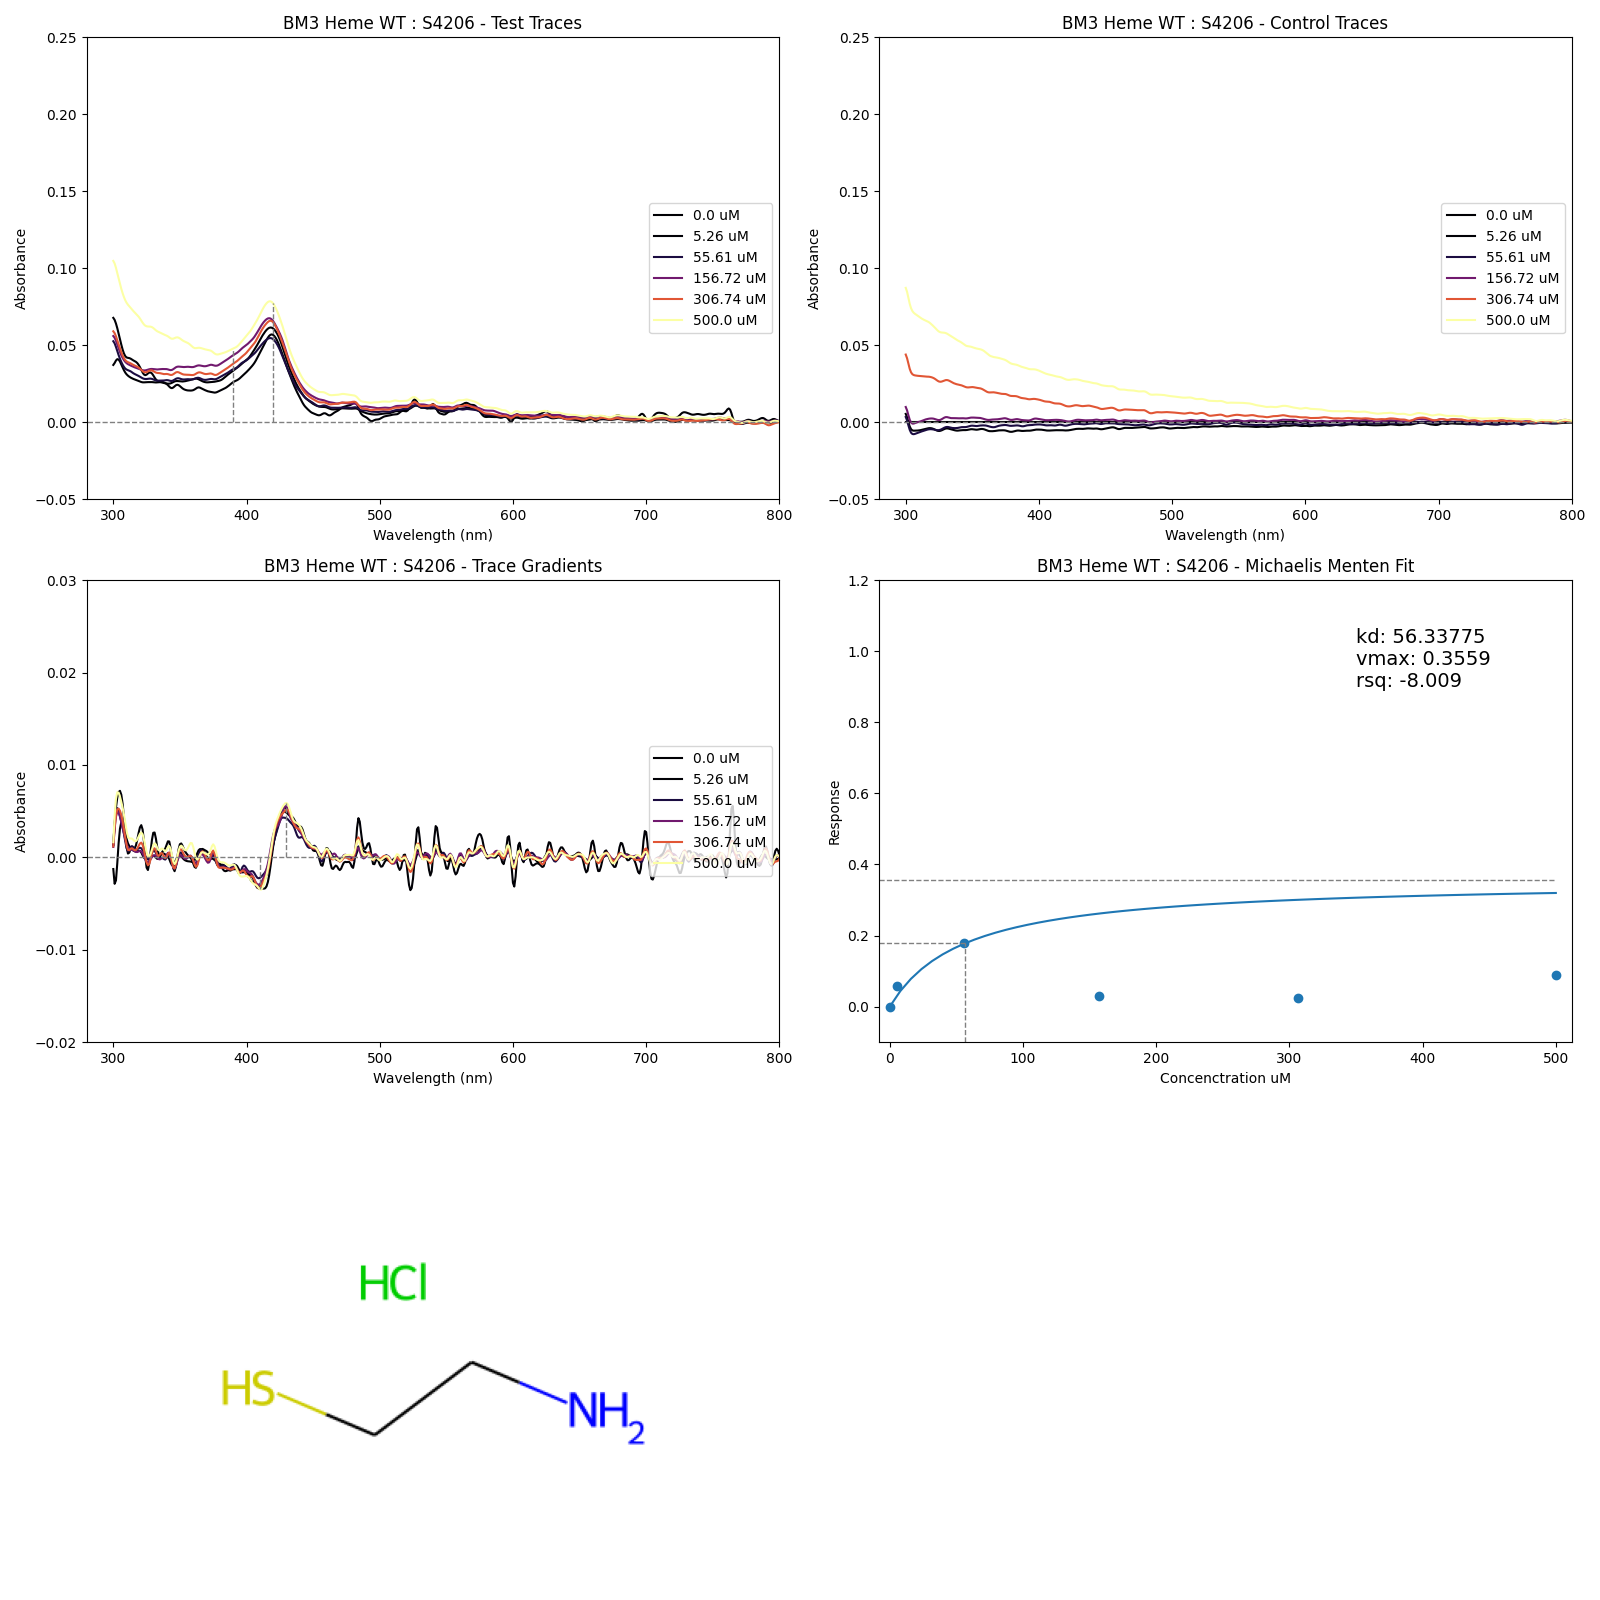 BM3 Heme WT : S4206 - Test Traces
Absorbance
0.25
0.20
0.15
0.10
0.05
0.00
−0.05
300 400 500 600 700 800
Wavelength (nm)
0.0 uM
5.26 uM
55.61 uM
156.72 uM
306.74 uM
500.0 uM
BM3 Heme WT : S4206 - Control Traces
Absorbance
0.25
0.20
0.15
0.10
0.05
0.00
−0.05
300 400 500 600 700 800
Wavelength (nm)
0.0 uM
5.26 uM
55.61 uM
156.72 uM
306.74 uM
500.0 uM
BM3 Heme WT : S4206 - Trace Gradients
Absorbance
0.03
0.02
0.01
0.00
−0.01
−0.02
300 400 500 600 700 800
Wavelength (nm)
0.0 uM
5.26 uM
55.61 uM
156.72 uM
306.74 uM
500.0 uM
BM3 Heme WT : S4206 - Michaelis Menten Fit
Response
1.2
1.0
0.8
0.6
0.4
0.2
0.0
0 100 200 300 400 500
Concenctration uM
kd: 56.33775
vmax: 0.3559
rsq: -8.009
HCl
HS
NH2